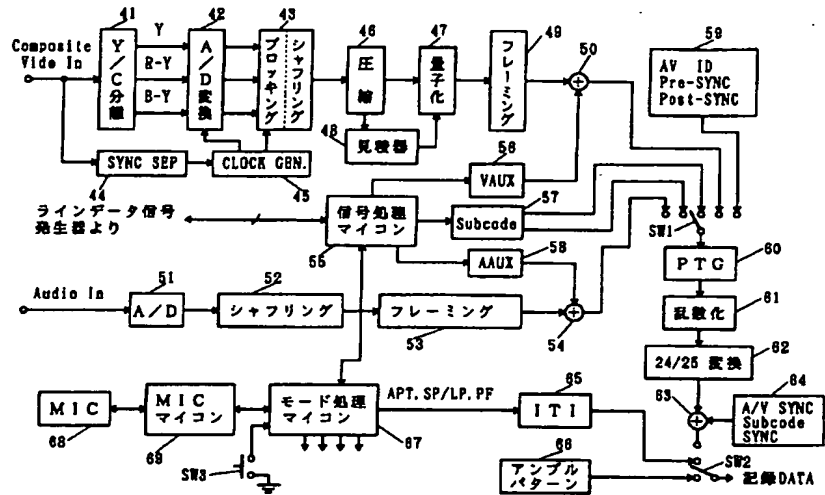 41
42
43
46
47
49
50
59
Composite
Vide In
Y
R-Y
B-Y
Y/C分離
A/D変換
ブロッキング
シャフリング
圧縮
量子化
フレーミング
AV ID
Pre-SYNC
Post-SYNC
48
見積器
56
VAUX
57
SYNC SEP
CLOCK GEN.
44
45
ラインデータ信号
発生器より
信号処理
マイコン
Subcode
SW1
55
58
AAUX
PTG
60
51
52
Audio In
A/D
シャフリング
フレーミング
53
54
乱数化
61
24/25 変換
62
64
63
A/V SYNC
Subcode
SYNC
MIC
68
MIC
マイコン
69
モード処理
マイコン
67
APT. SP/LP. PF
65
ITI
66
アンブル
パターン
SW3
SW2
記録DATA